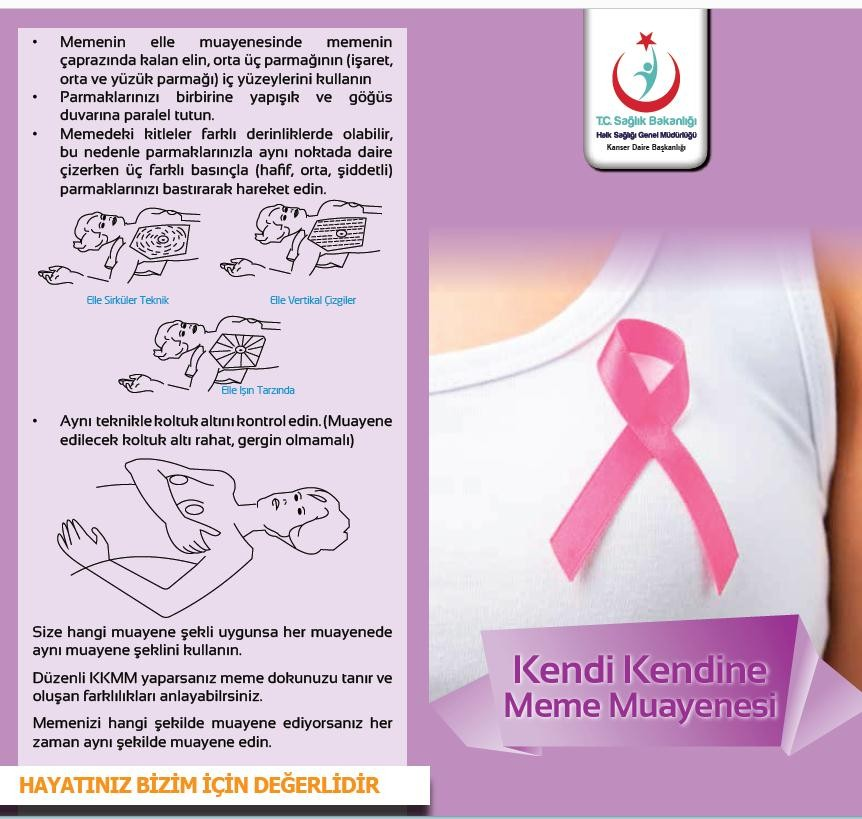 • Memenin elle muayenesinde memenin
çaprazında kalan elin, orta üç parmağının (işaret,
orta ve yüzük parmağı) iç yüzeylerini kullanın
• Parmaklarınızı birbirine yapışık ve göğüs
duvarına paralel tutun.
• Memedeki kitleler farklı derinliklerde olabilir,
bu nedenle parmaklarınızla aynı noktada daire
çizerken üç farklı basınçla (hafif, orta, şiddetli)
parmaklarınızı bastırarak hareket edin.
Elle Sirküler Teknik
Elle Vertikal Çizgiler
Elle Işın Tarzında
• Aynı teknikle koltuk altını kontrol edin. (Muayene
edilecek koltuk altı rahat, gergin olmamalı)
Size hangi muayene şekli uygunsa her muayenede
aynı muayene şeklini kullanın.
Düzenli KKMM yaparsanız meme dokunuzu tanır ve
oluşan farklılıkları anlayabilirsiniz.
Memenizi hangi şekilde muayene ediyorsanız her
zaman aynı şekilde muayene edin.
HAYATINIZ BİZİM İÇİN DEĞERLİDİR
T.C. Sağlık Bakanlığı
Halk Sağlığı Genel Müdürlüğü
Kanser Daire Başkanlığı
Kendi Kendine
Meme Muayenesi